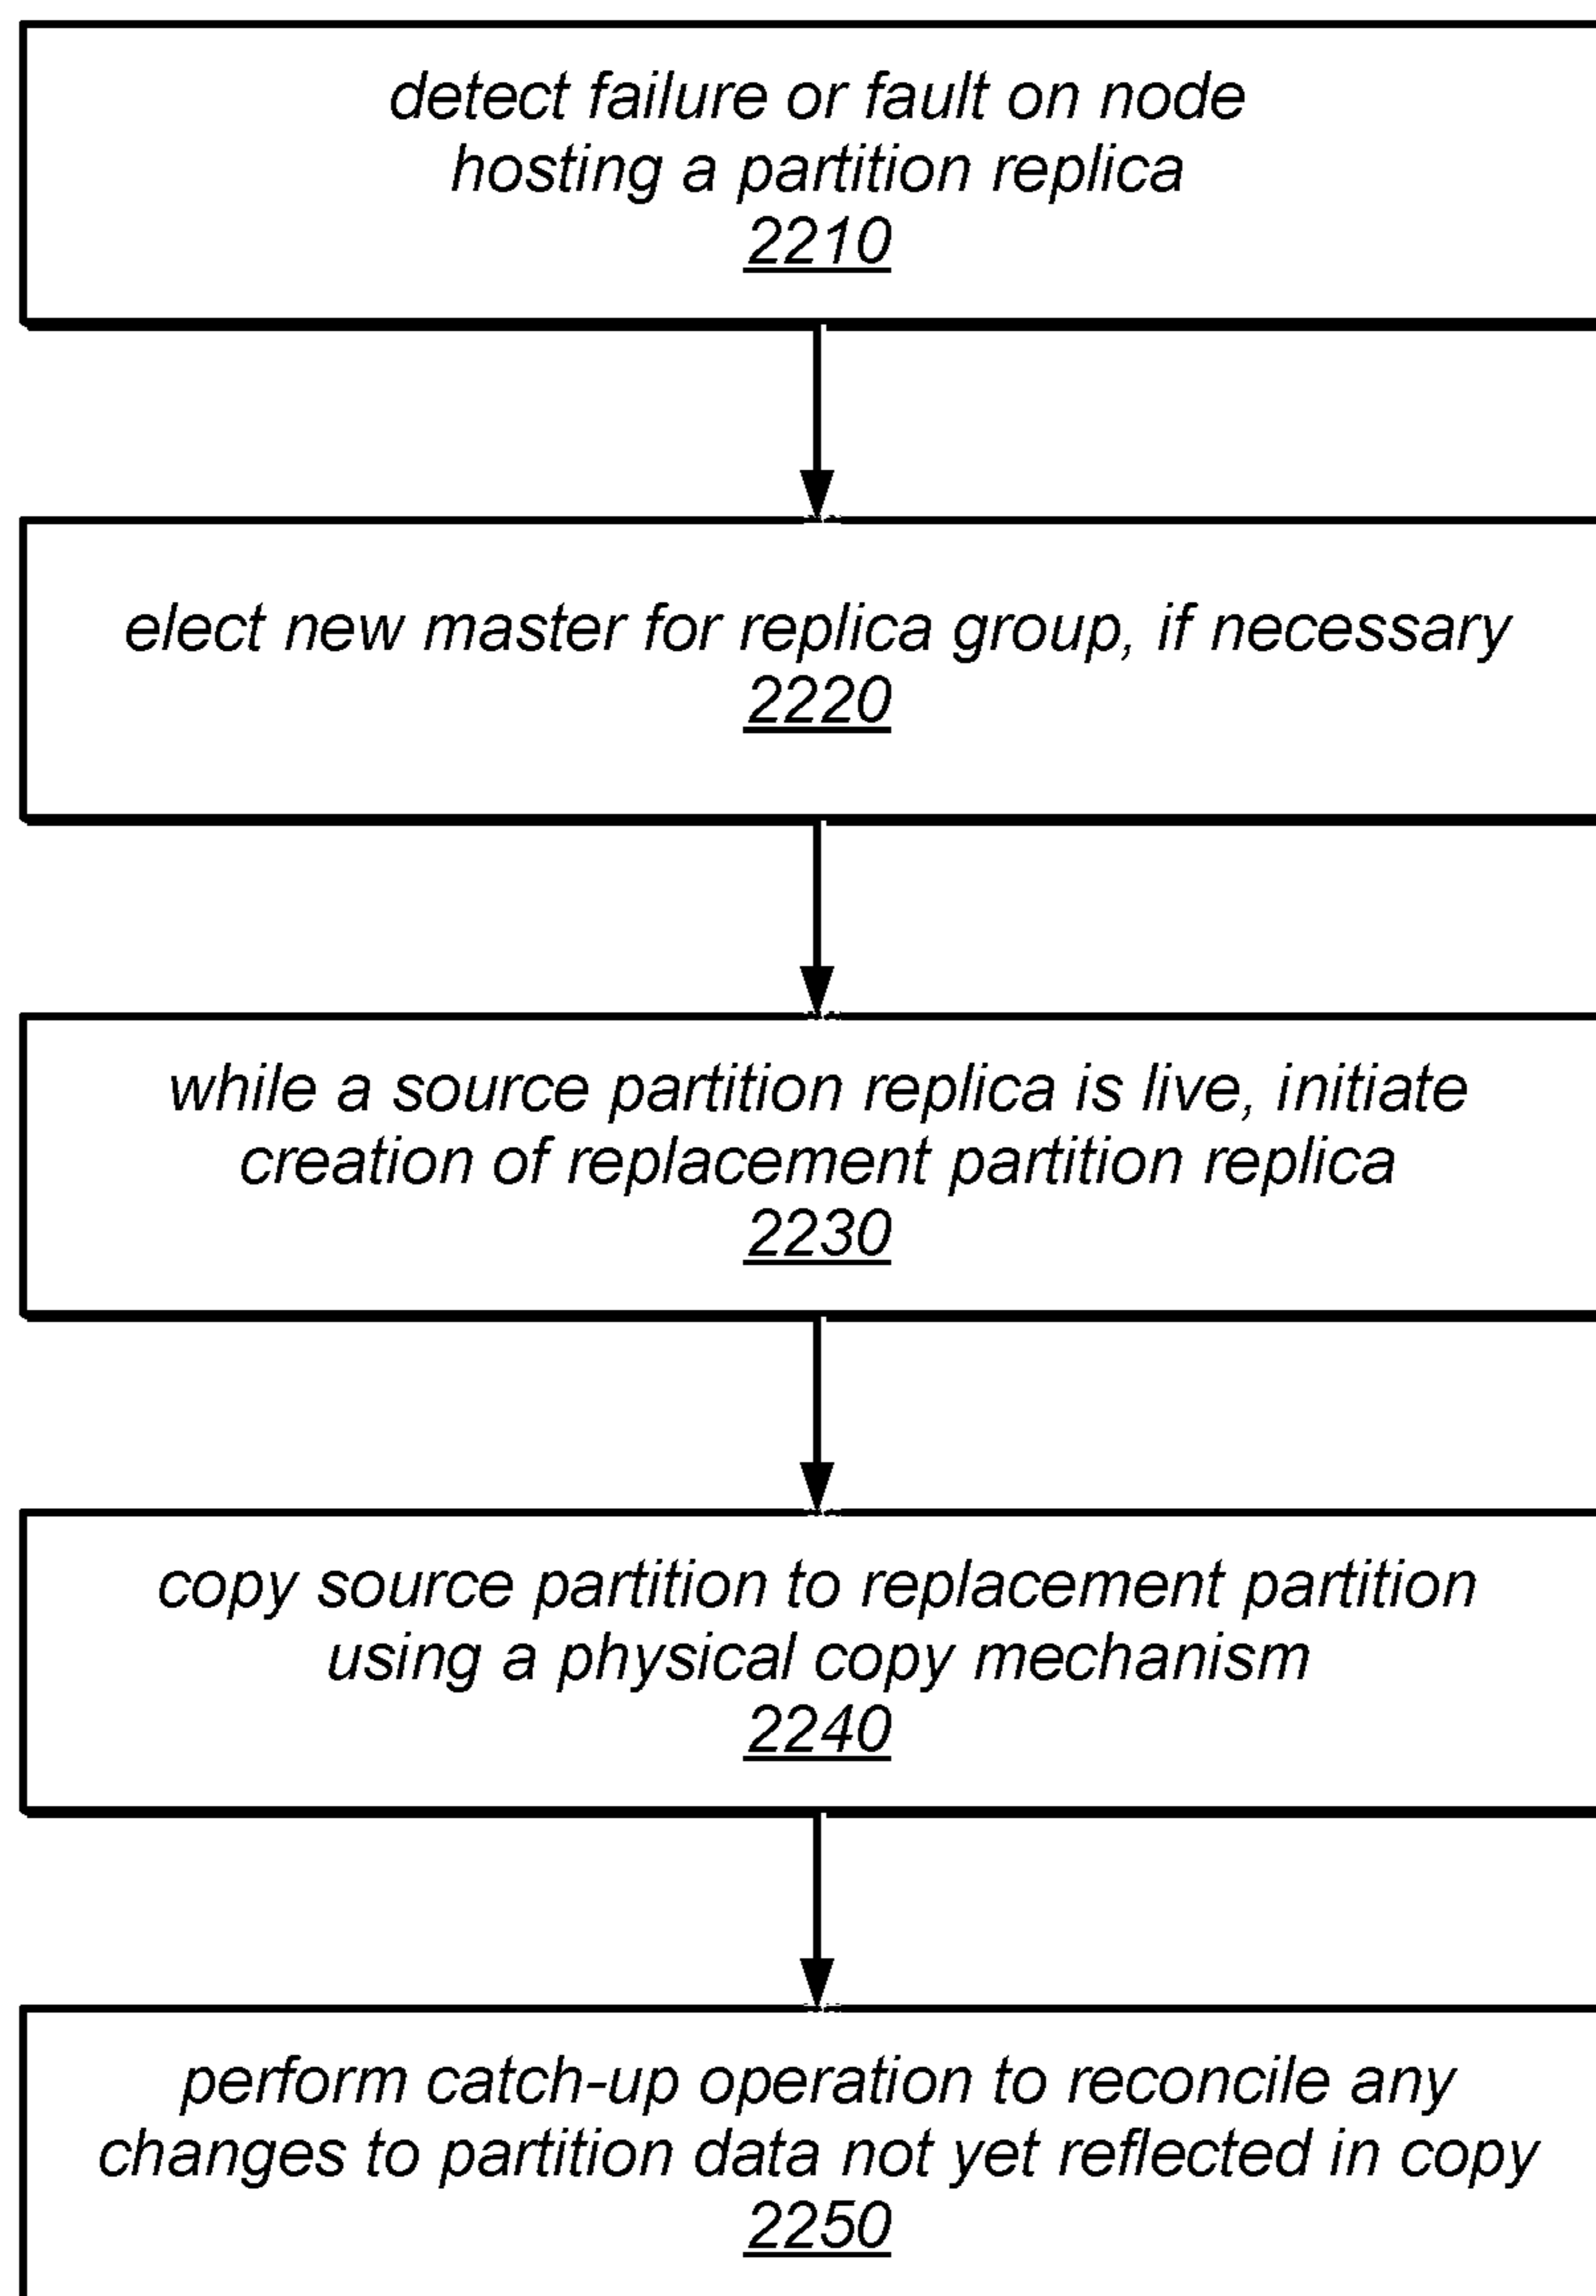 detect failure or fault on node
hosting a partition replica
2210
elect new master for replica group, if necessary
2220
while a source partition replica is live, initiate
creation of replacement partition replica
2230
copy source partition to replacement partition
using a physical copy mechanism
2240
perform catch-up operation to reconcile any
changes to partition data not yet reflected in copy
2250